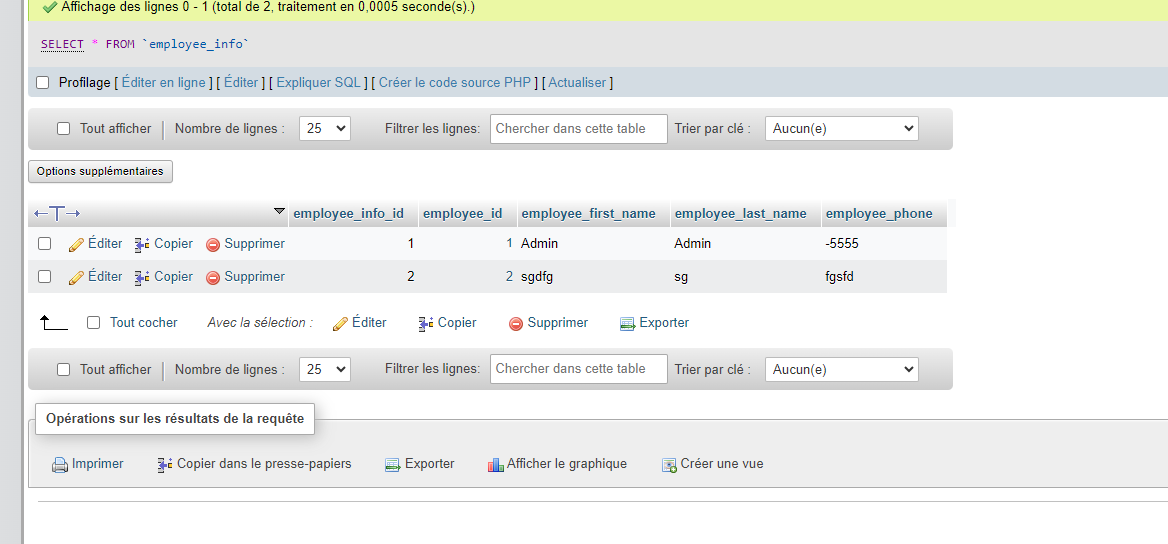 Affichage des lignes 0 - 1 (total de 2, traitement en 0,0005 seconde(s).)
SELECT * FROM `employee_info`
Profilage [ Éditer en ligne ] [ Éditer ] [ Expliquer SQL ] [ Créer le code source PHP ] [ Actualiser ]
Tout afficher | Nombre de lignes : 25 Filtrer les lignes: Chercher dans cette table Trier par clé : Aucun(e)
Options supplémentaires
←T→ employee_info_id employee_id employee_first_name employee_last_name employee_phone
Éditer Copier Supprimer 1 1 Admin Admin -5555
Éditer Copier Supprimer 2 2 sgdfg sg fgsfd
Tout cocher Avec la sélection : Éditer Copier Supprimer Exporter
Tout afficher | Nombre de lignes : 25 Filtrer les lignes: Chercher dans cette table Trier par clé : Aucun(e)
Opérations sur les résultats de la requête
Imprimer Copier dans le presse-papiers Exporter Afficher le graphique Créer une vue